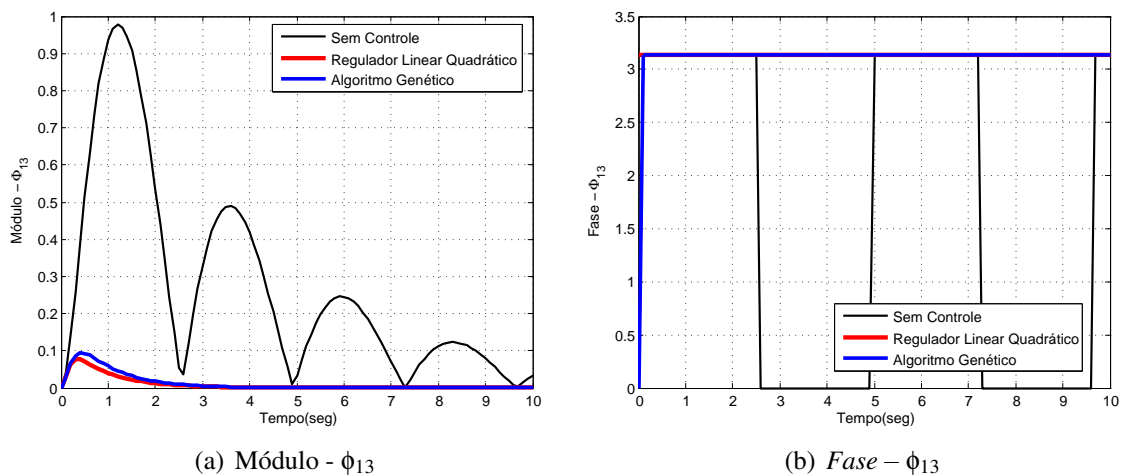 1
0.9
0.8
0.7
0.6
0.5
0.4
0.3
0.2
0.1
0
Módulo − Φ13
0 1 2 3 4 5 6 7 8 9 10
Tempo(seg)
Sem Controle
Regulador Linear Quadrático
Algoritmo Genético
(a) Módulo - ϕ13
3.5
3
2.5
2
1.5
1
0.5
0
Fase − Φ13
0 1 2 3 4 5 6 7 8 9 10
Tempo(seg)
Sem Controle
Regulador Linear Quadrático
Algoritmo Genético
(b) Fase – ϕ13